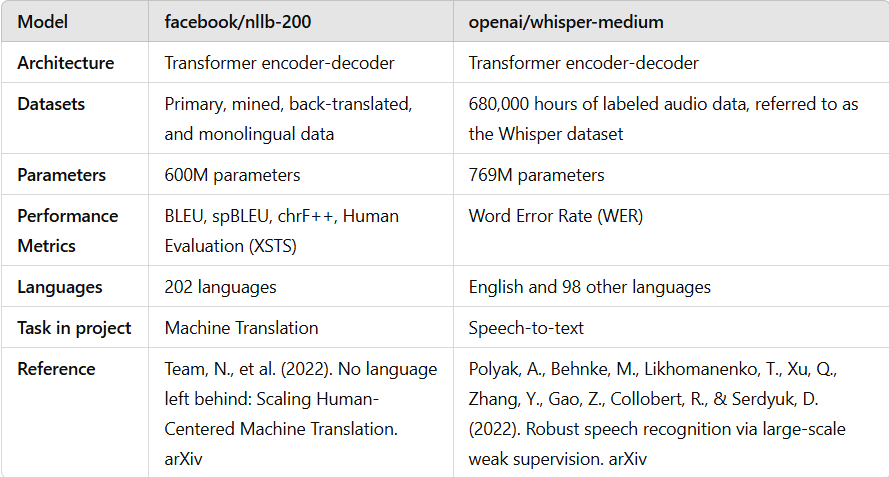 Model facebook/nllb-200 openai/whisper-medium
Architecture Transformer encoder-decoder Transformer encoder-decoder
Datasets Primary, mined, back-translated, 680,000 hours of labeled audio data, referred to as
and monolingual data the Whisper dataset
Parameters 600M parameters 769M parameters
Performance BLEU, spBLEU, chrF++, Human Word Error Rate (WER)
Metrics Evaluation (XSTS)
Languages 202 languages English and 98 other languages
Task in project Machine Translation Speech-to-text
Reference Team, N., et al. (2022). No language Polyak, A., Behnke, M., Likhomanenko, T., Xu, Q.,
left behind: Scaling Human- Zhang, Y., Gao, Z., Collobert, R., & Serdyuk, D.
Centered Machine Translation. (2022). Robust speech recognition via large-scale
arXiv weak supervision. arXiv